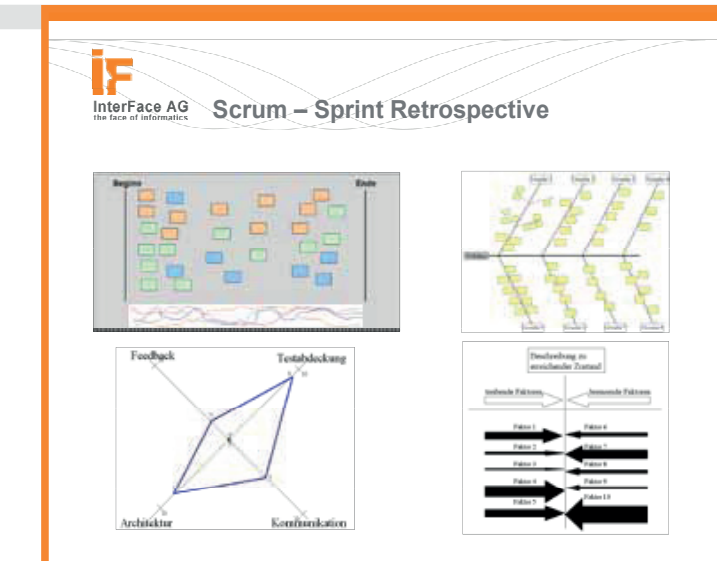 iF
InterFace AG
the face of informatics
Scrum – Sprint Retrospective
Beginn
Ende
Feedback
Testabdeckung
Architektur
Kommunikation
Beschreibung zu
erreichender Zustand
treibende Faktoren
hemmende Faktoren
Faktor 1
Faktor 6
Faktor 2
Faktor 7
Faktor 3
Faktor 8
Faktor 4
Faktor 9
Faktor 5
Faktor 10